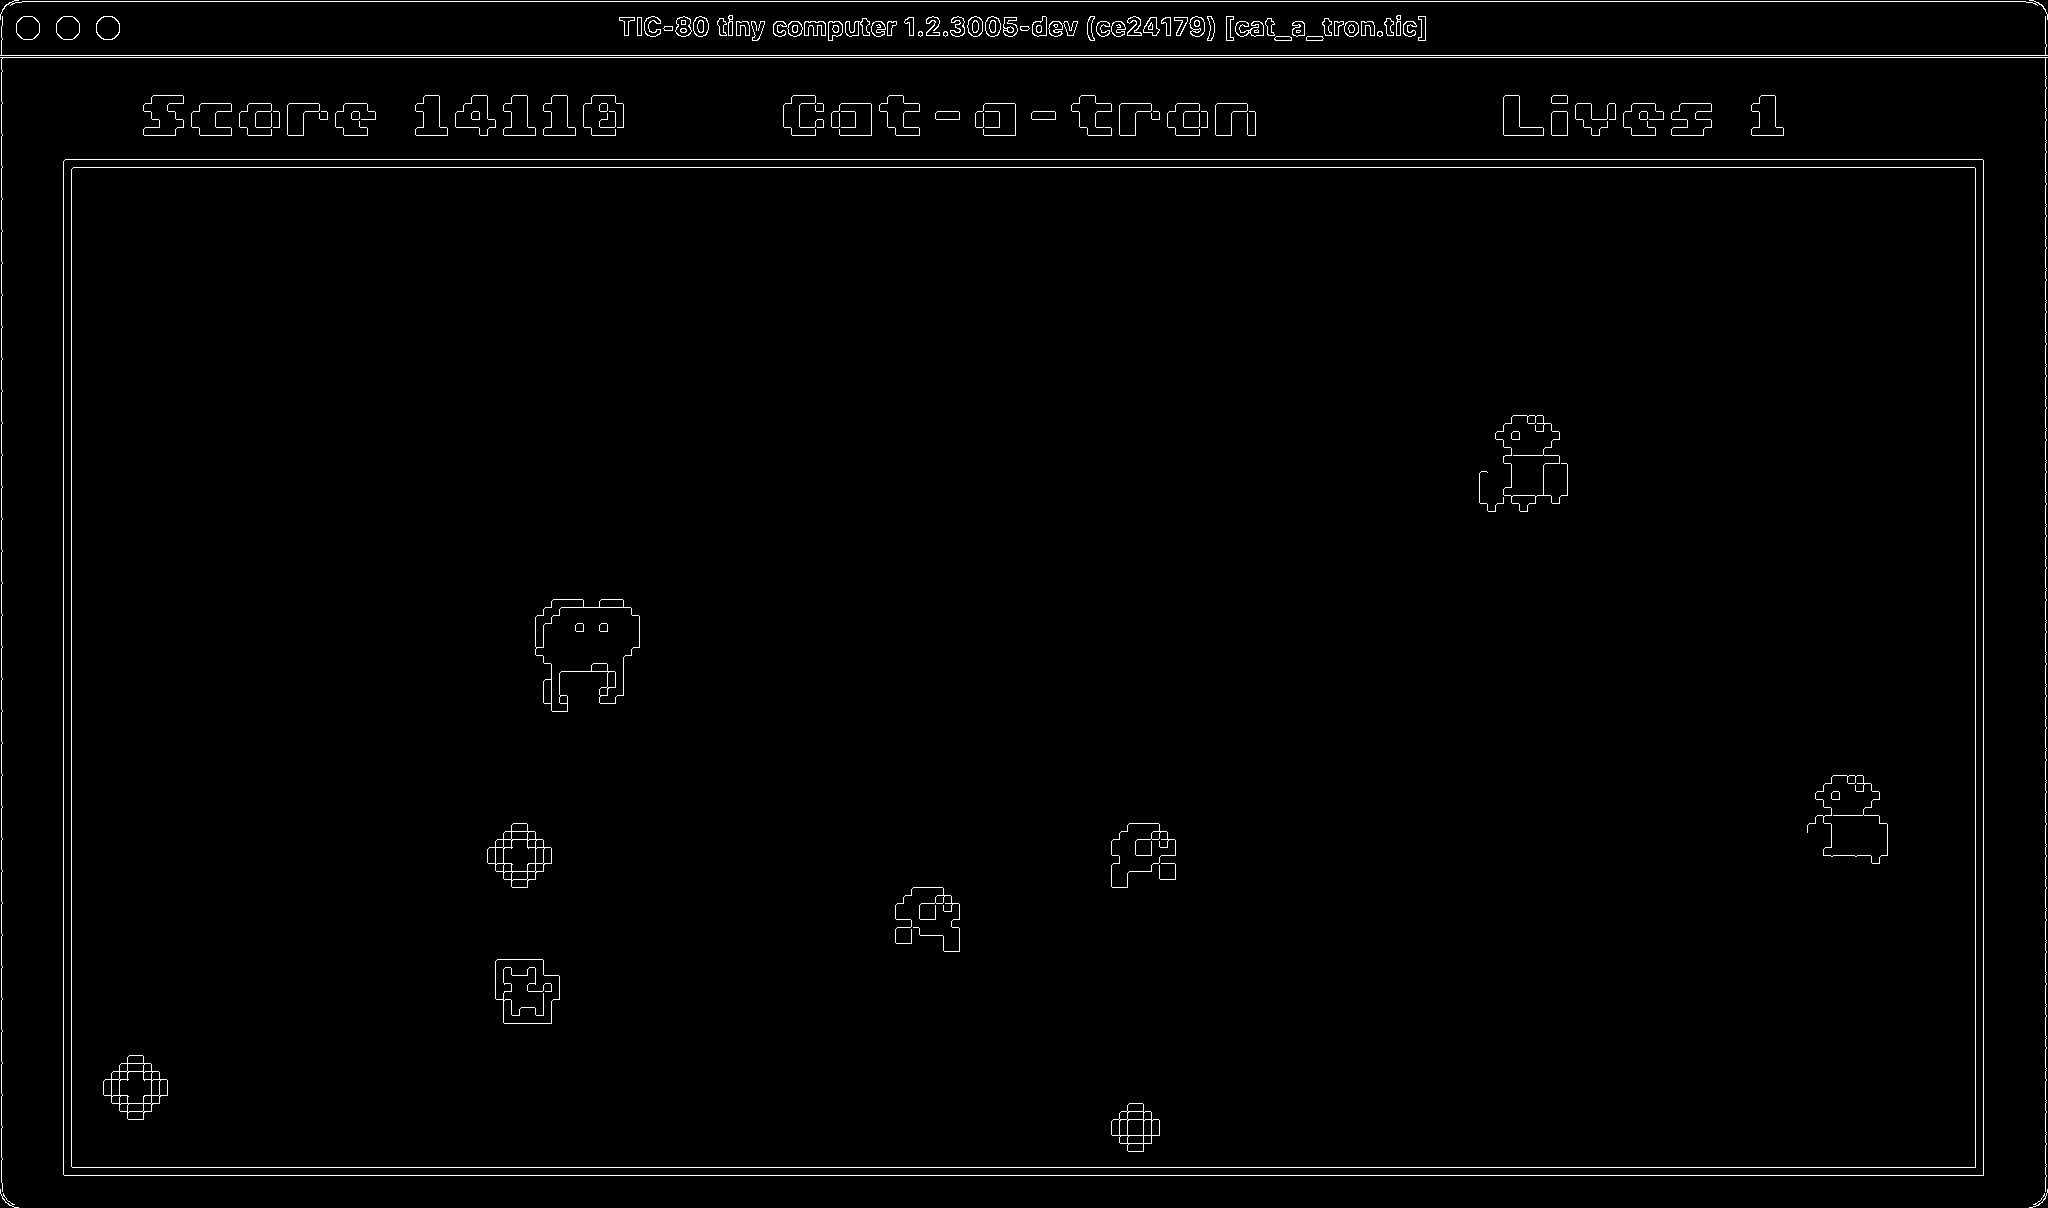 TIC-80 tiny computer 1.2.3005-dev (ce24179) [cat_a_tron.tic]
Score 14110 Cat-a-tron Lives 1